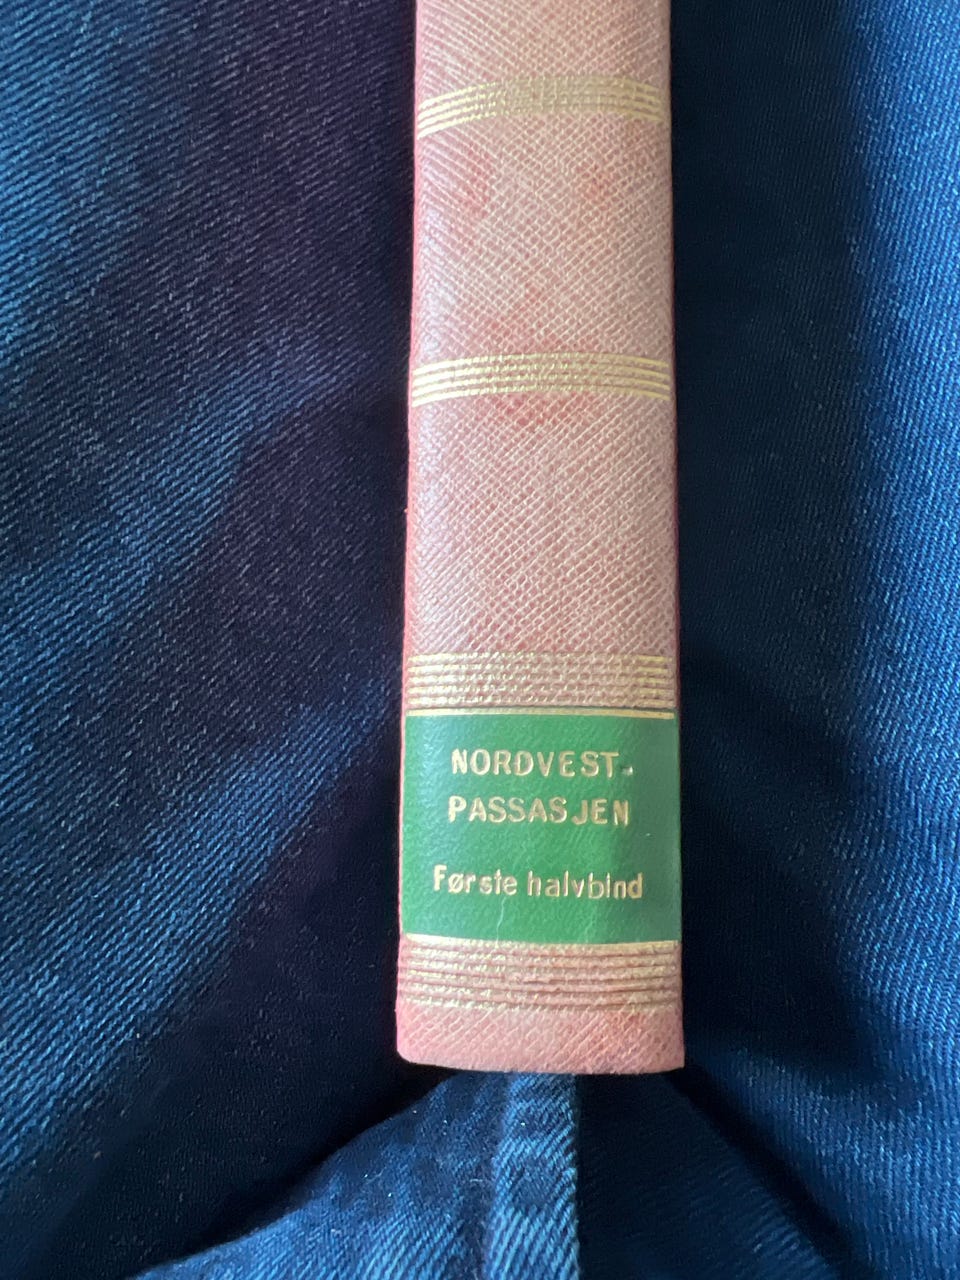 NORDVEST-
PASSASJEN
Første halvbind